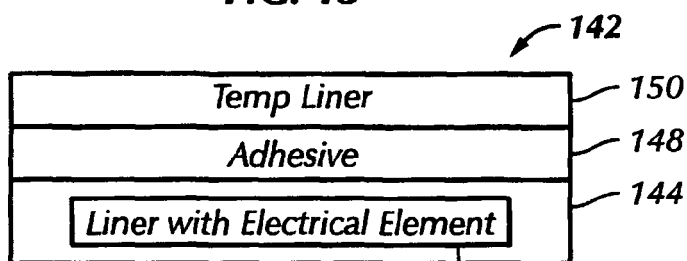 142
Temp Liner 150
Adhesive 148
144
Liner with Electrical Element